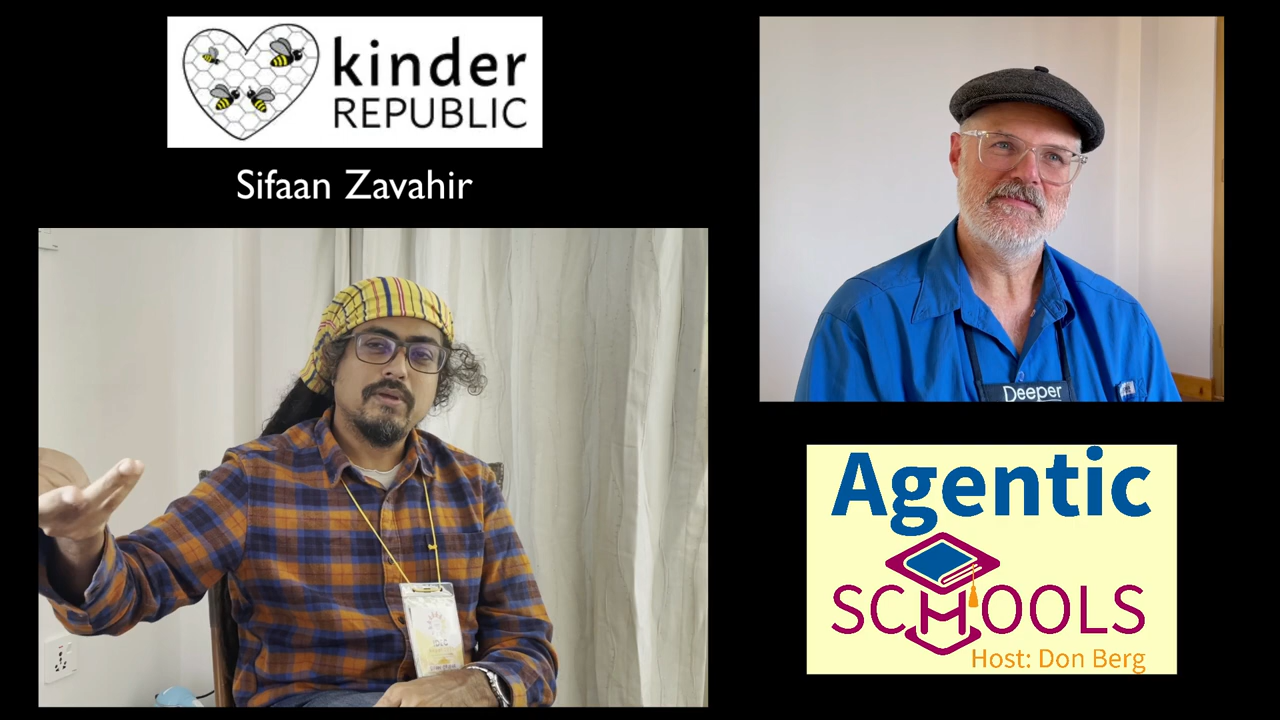 kinder
REPUBLIC
Sifaan Zavahir
Deeper
Agentic
SCHOOLS
Host: Don Berg